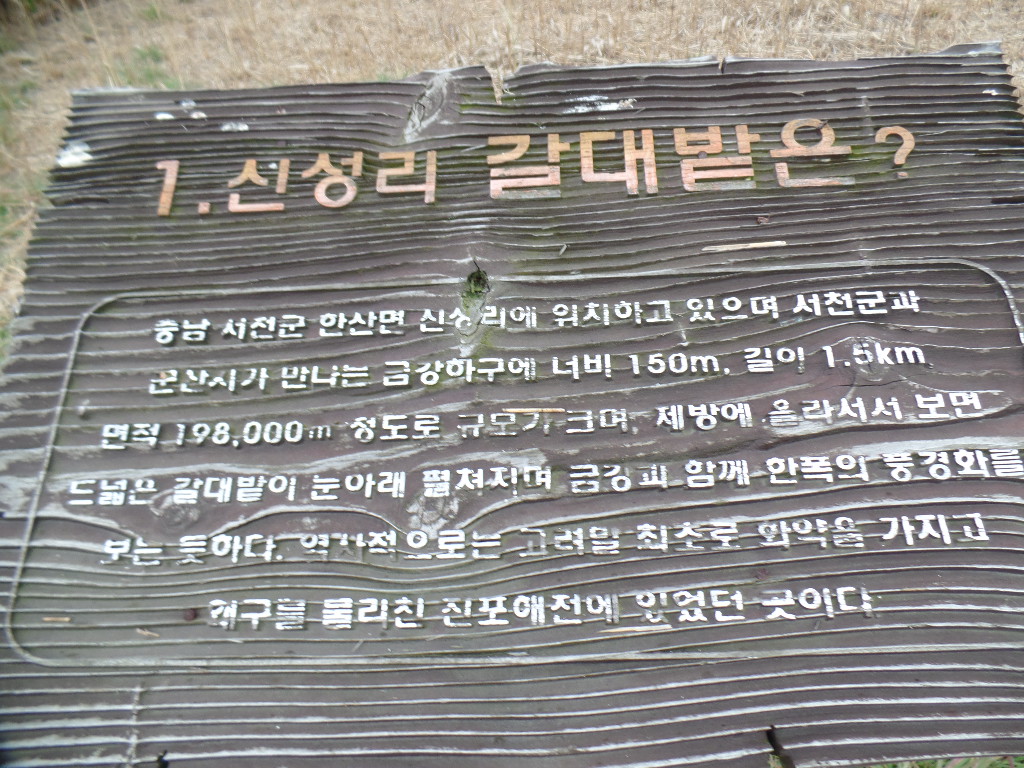 1. 신성리 갈대밭은?
충남 서천군 한산면 신성리에 위치하고 있으며 서천군과
군산시가 만나는 금강하구에 너비 150m, 길이 1.5km,
면적 198,000㎡ 정도로 규모가 크며, 제방에 올라서서 보면
드넓은 갈대밭이 눈아래 펼쳐지며 금강과 함께 한폭의 풍경화를
보는 듯하다. 역사적으로는 고려말 최초로 화약을 가지고
왜구를 물리친 진포해전에 있었던 곳이다